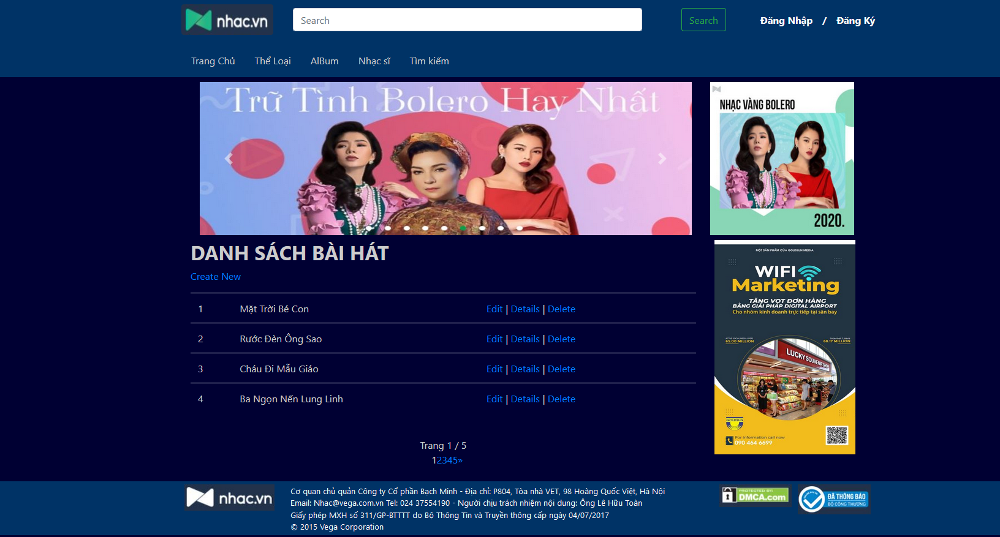 nhac.vn
Search
Search
Đăng Nhập / Đăng Ký
Trang Chủ Thể Loại AlBum Nhạc sĩ Tìm kiếm
Trữ Tình Bolero Hay Nhất
NHẠC VÀNG BOLERO
2020.
DANH SÁCH BÀI HÁT
Create New
1 Mặt Trời Bé Con Edit | Details | Delete
2 Rước Đèn Ông Sao Edit | Details | Delete
3 Cháu Đi Mẫu Giáo Edit | Details | Delete
4 Ba Ngọn Nến Lung Linh Edit | Details | Delete
Trang 1 / 5
12345»
MỘT SẢN PHẨM CỦA GOLDSUN MEDIA
WIFI
Marketing
TĂNG VỌT ĐƠN HÀNG
BẰNG GIẢI PHÁP DIGITAL AIRPORT
Cho nhóm kinh doanh trực tiếp tại sân bay
ACTIVE SOCIAL MEDIA USERS
65.00 MILLION
Internet Users
68.17 MILLION
LUCKY SOUVENIR SHOP
GOLDSUN
For information call now
090 464 6699
nhac.vn
Cơ quan chủ quản Công ty Cổ phần Bạch Minh - Địa chỉ: P804, Tòa nhà VET, 98 Hoàng Quốc Việt, Hà Nội
Email: Nhac@vega.com.vn Tel: 024 37554190 - Người chịu trách nhiệm nội dung: Ông Lê Hữu Toàn
Giấy phép MXH số 311/GP-BTTTT do Bộ Thông Tin và Truyền thông cấp ngày 04/07/2017
© 2015 Vega Corporation
PROTECTED BY:
DMCA.com
ĐÃ THÔNG BÁO
BỘ CÔNG THƯƠNG